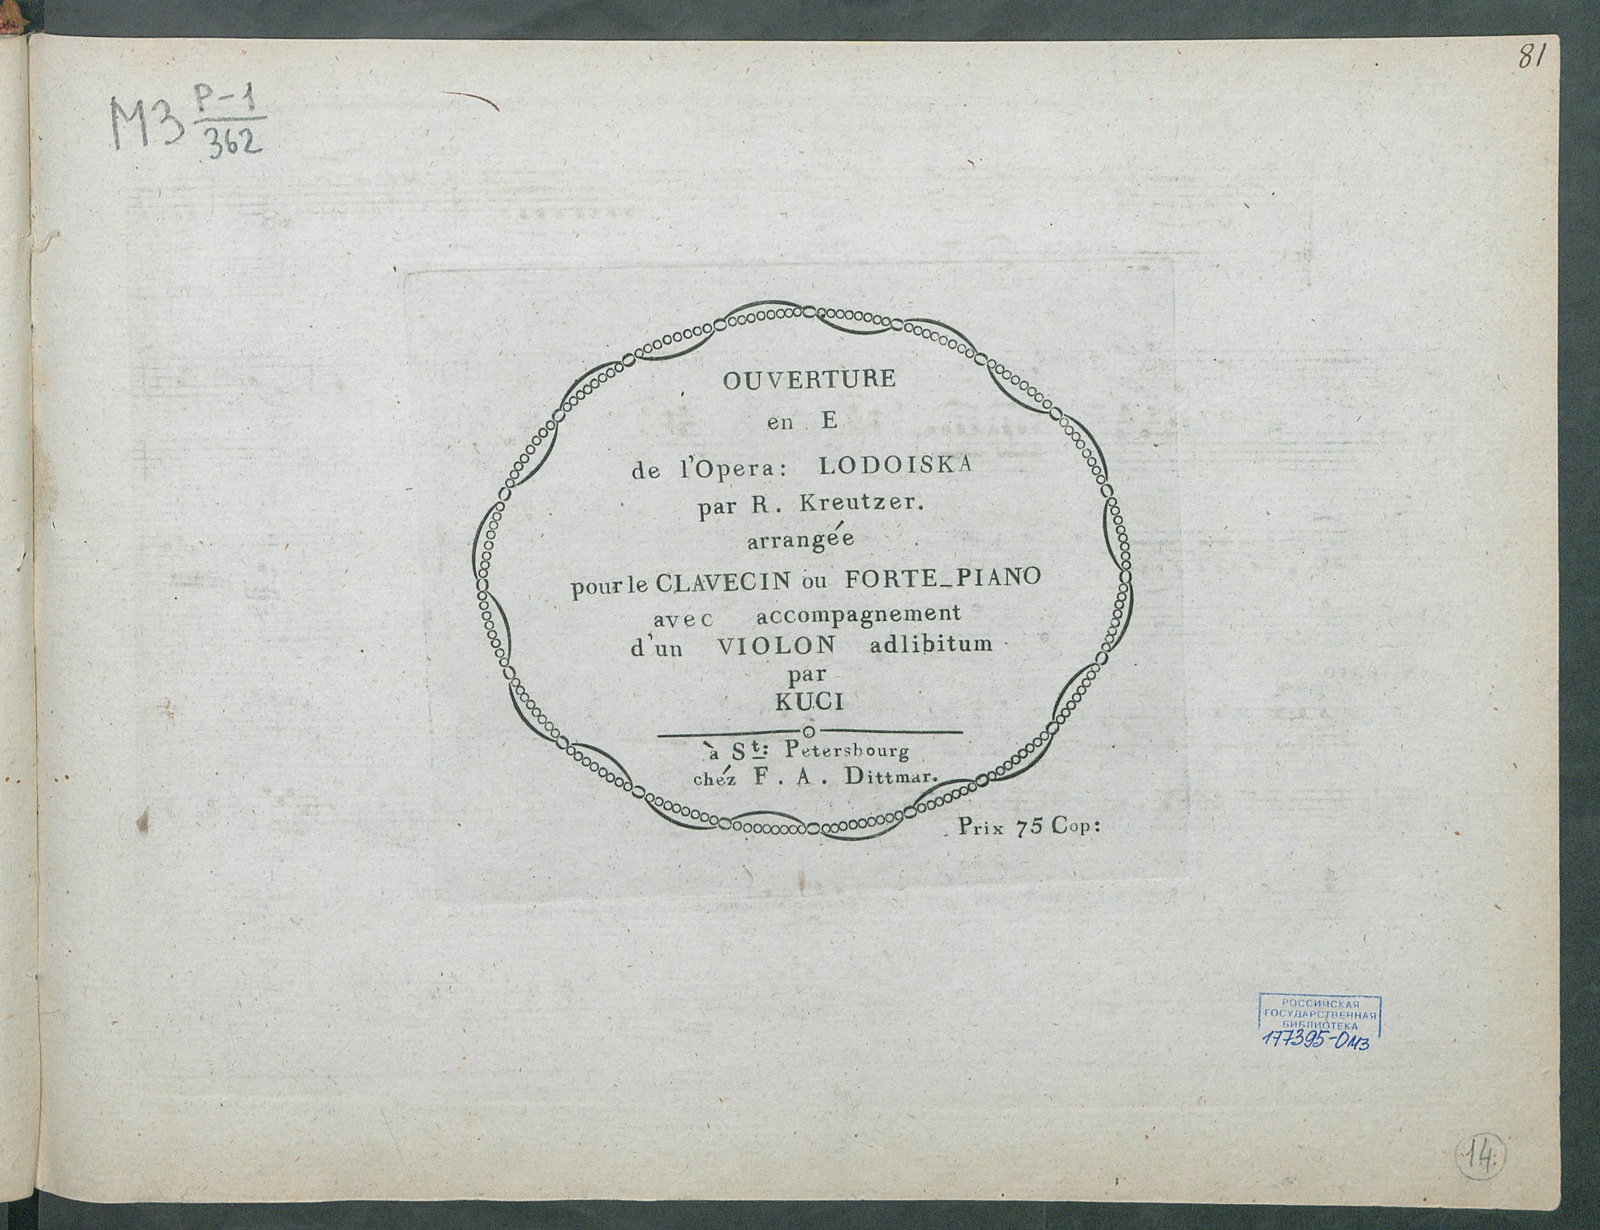 81
МЗ Р-1
362
OUVERTURE
en E
de l'Opera: LODOISKA
par R. Kreutzer.
arrangée
pour le CLAVECIN ou FORTE_PIANO
avec accompagnement
d'un VIOLON adlibitum
par
KUCI
à St: Petersbourg
chéz F. A. Dittmar.
Prix 75 Cop:
РОССИЙСКАЯ
ГОСУДАРСТВЕННАЯ
БИБЛИОТЕКА
177395-ОМЗ
14